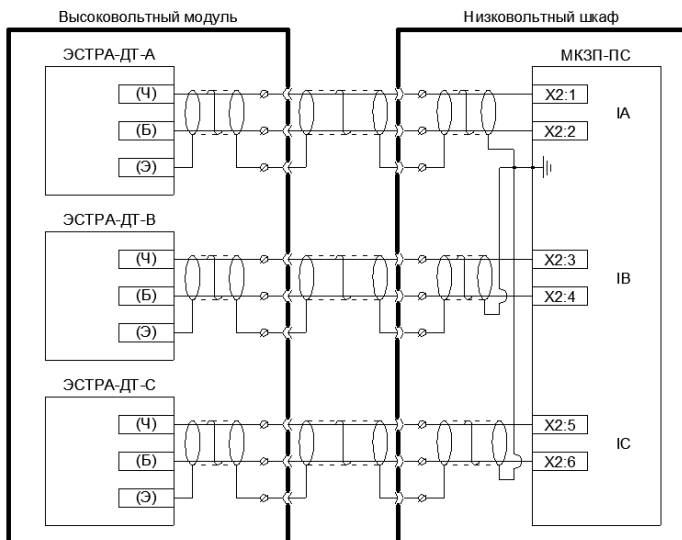 Высоковольтный модуль
Низковольтный шкаф
ЭСТРА-ДТ-А
МКЗП-ПС
(Ч)
X2:1
IA
(Б)
X2:2
(Э)
ЭСТРА-ДТ-В
(Ч)
X2:3
IB
(Б)
X2:4
(Э)
ЭСТРА-ДТ-С
(Ч)
X2:5
IC
(Б)
X2:6
(Э)